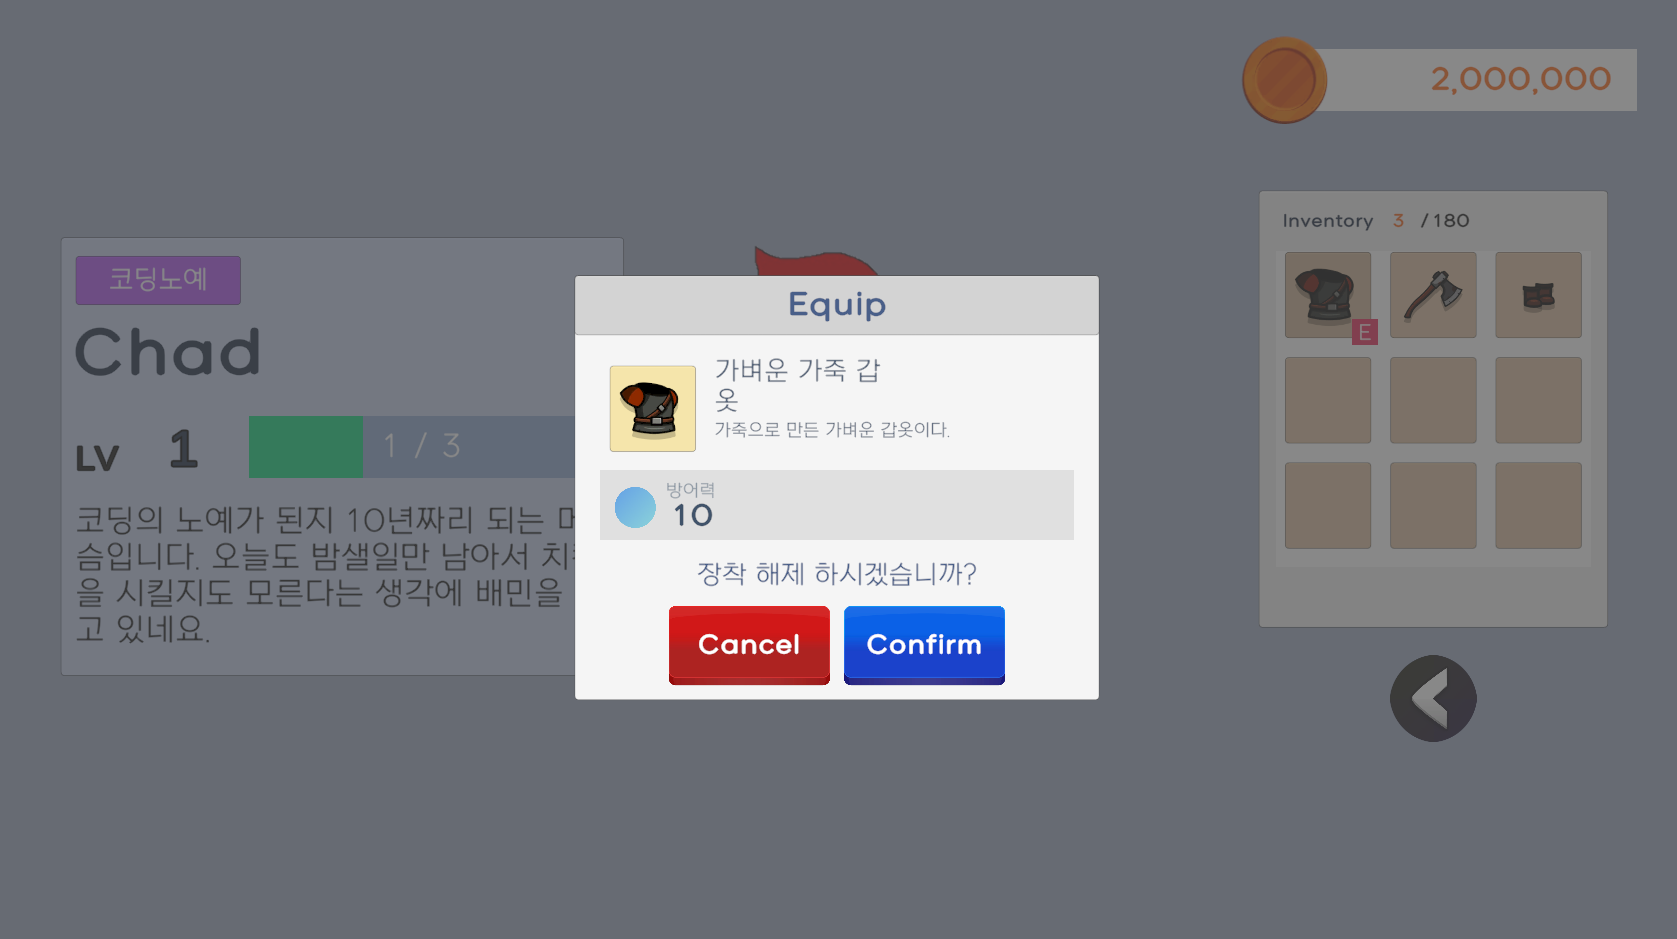 2,000,000
코딩노예
Chad
LV 1
1 / 3
코딩의 노예가 된지 10년짜리 되는
슴입니다. 오늘도 밤샐일만 남아서
을 시킬지도 모른다는 생각에 배민을
고 있네요.
Equip
가벼운 가죽 갑
옷
가죽으로 만든 가벼운 갑옷이다.
방어력
10
장착 해제 하시겠습니까?
Cancel
Confirm
Inventory 3 /180
E